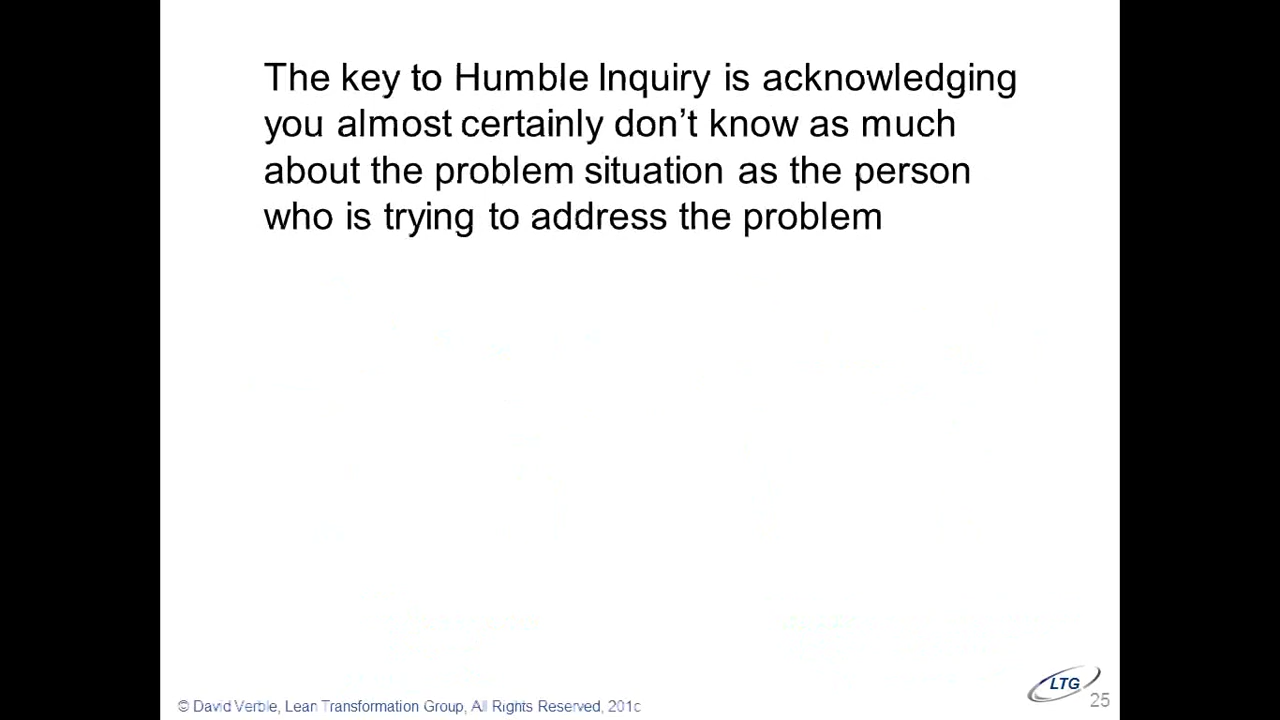 The key to Humble Inquiry is acknowledging
you almost certainly don't know as much
about the problem situation as the person
who is trying to address the problem
LTG
25
© David Verble, Lean Transformation Group, All Rights Reserved, 201c